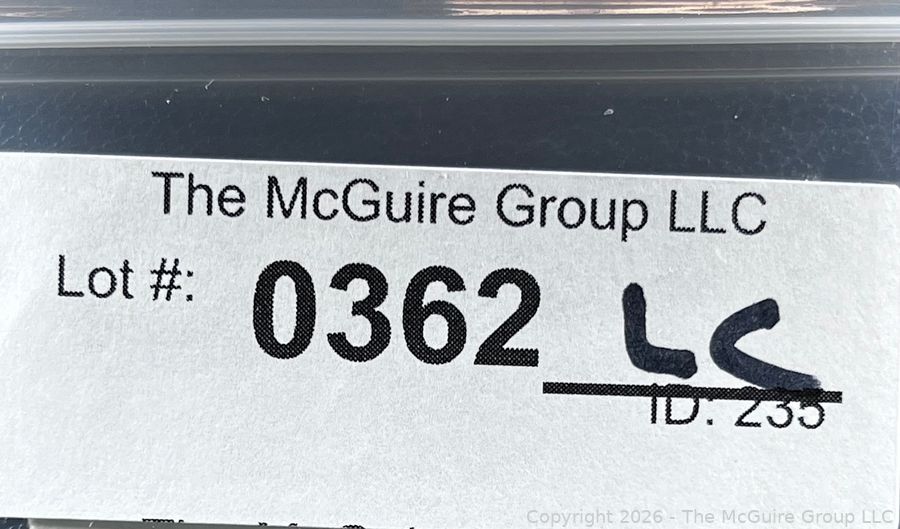 The McGuire Group LLC
Lot #: 0362 LC
ID: 235
Copyright 2026 - The McGuire Group LLC